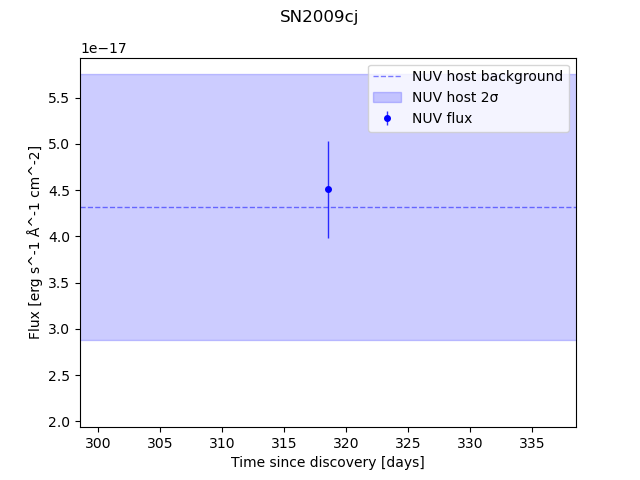 SN2009cj
1e−17
NUV host background
NUV host 2σ
NUV flux
5.5
5.0
4.5
4.0
3.5
3.0
2.5
2.0
Flux [erg s^-1 Å^-1 cm^-2]
300
305
310
315
320
325
330
335
Time since discovery [days]